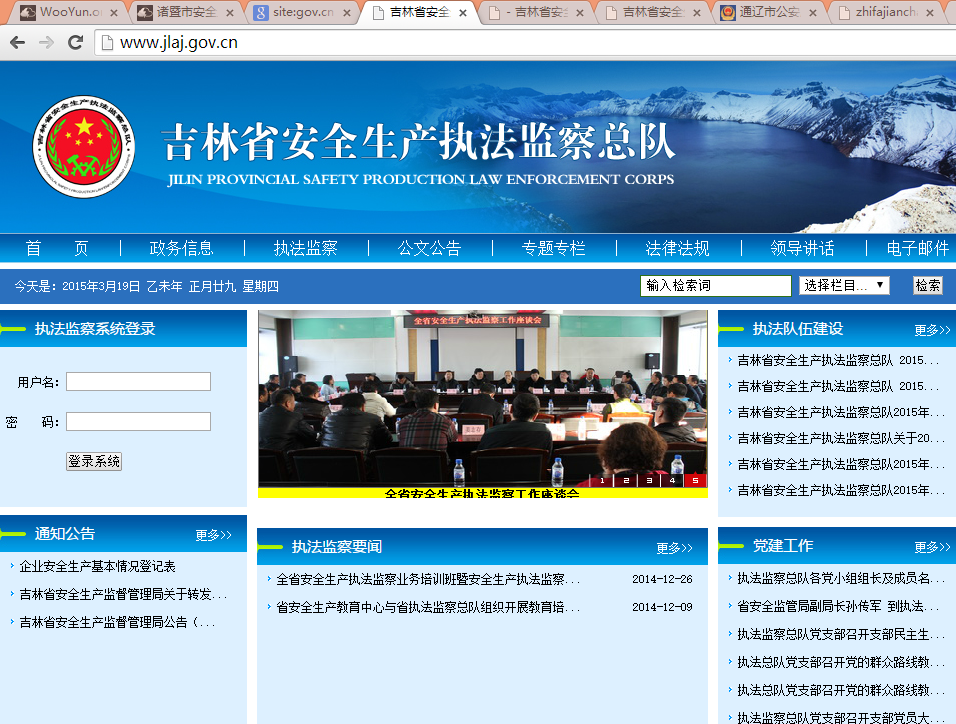 WooYun.o
诸暨市安全
site:gov.cn
吉林省安全
- 吉林省安
吉林省安全
通辽市公安
zhifajianch
www.jlaj.gov.cn
吉林省安全生产执法监察总队
吉林省安全生产执法监察总队
JILIN PROVINCIAL SAFETY PRODUCTION LAW ENFORCEMENT CORPS
首 页 | 政务信息 | 执法监察 | 公文公告 | 专题专栏 | 法律法规 | 领导讲话 | 电子邮件
今天是：2015年3月19日 乙未年 正月廿九 星期四
输入检索词 选择栏目... 检索
执法监察系统登录
用户名：
密 码：
登录系统
通知公告 更多>>
企业安全生产基本情况登记表
吉林省安全生产监督管理局关于转发...
吉林省安全生产监督管理局公告（...
全省安全生产执法监察工作座谈会
1 2 3 4 5
全省安全生产执法监察工作座谈会
执法监察要闻 更多>>
全省安全生产执法监察业务培训班暨安全生产执法监察... 2014-12-26
省安全生产教育中心与省执法监察总队组织开展教育培... 2014-12-09
执法队伍建设 更多>>
吉林省安全生产执法监察总队 2015...
吉林省安全生产执法监察总队 2015...
吉林省安全生产执法监察总队2015年...
吉林省安全生产执法监察总队关于20...
吉林省安全生产执法监察总队2015年...
吉林省安全生产执法监察总队2015年...
党建工作 更多>>
执法监察总队各党小组组长及成员名...
省安全监管局副局长孙传军 到执法...
执法监察总队党支部召开支部民主生...
执法总队党支部召开党的群众路线教...
执法总队党支部召开党的群众路线教...
执法监察总队党支部召开支部党员大...